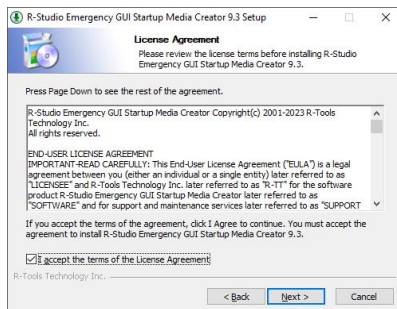 R-Studio Emergency GUI Startup Media Creator 9.3 Setup
License Agreement
Please review the license terms before installing R-Studio
Emergency GUI Startup Media Creator 9.3.
Press Page Down to see the rest of the agreement.
R-Studio Emergency GUI Startup Media Creator Copyright(c) 2001-2023 R-Tools
Technology Inc.
All rights reserved.
END-USER LICENSE AGREEMENT
IMPORTANT-READ CAREFULLY: This End-User License Agreement ("EULA") is a legal
agreement between you (either an individual or a single entity) later referred to as
"LICENSEE" and R-Tools Technology Inc. later referred to as "R-TT" for the software
product R-Studio Emergency GUI Startup Media Creator later referred to as
"SOFTWARE" and for support and maintenance services later referred to as "SUPPORT
If you accept the terms of the agreement, click I Agree to continue. You must accept the
agreement to install R-Studio Emergency GUI Startup Media Creator 9.3.
I accept the terms of the License Agreement
R-Tools Technology Inc.
< Back
Next >
Cancel